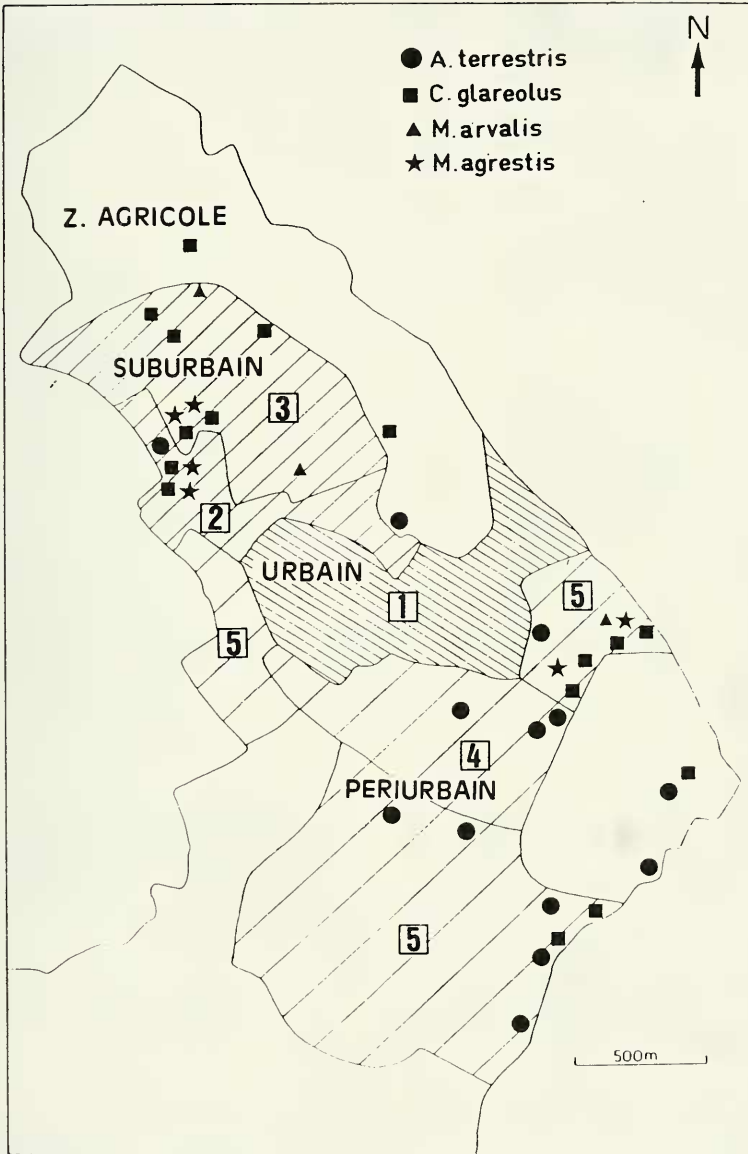 N
A. terrestris
C. glareolus
M. arvalis
M. agrestis
Z. AGRICOLE
SUBURBAIN
3
2
URBAIN
1
5
5
4
PERIURBAIN
5
500m